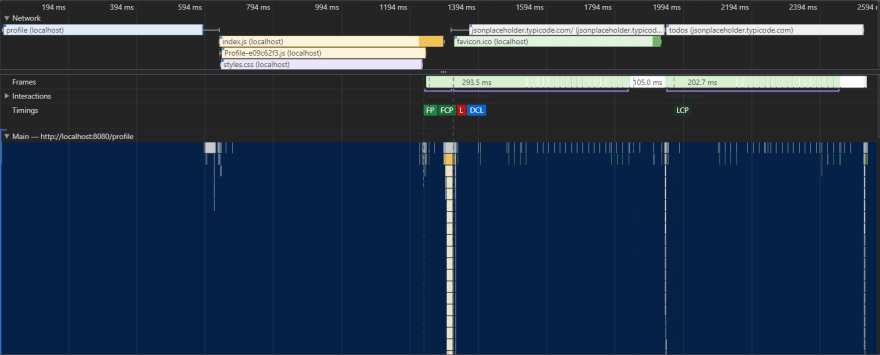 194 ms 394 ms 594 ms 794 ms 994 ms 1194 ms 1394 ms 1594 ms 1794 ms 1994 ms 2194 ms 2394 ms 2594 ms
Network
profile (localhost) jsonplaceholder.typicode.com/ (jsonplaceholder.typicod... todos (jsonplaceholder.typicode.com)
index.js (localhost) favicon.ico (localhost)
Profile-e09c62f3.js (localhost)
styles.css (localhost)
Frames 293.5 ms 105.0 ms 202.7 ms
Interactions
Timings FP FCP L DCL LCP
Main — http://localhost:8080/profile